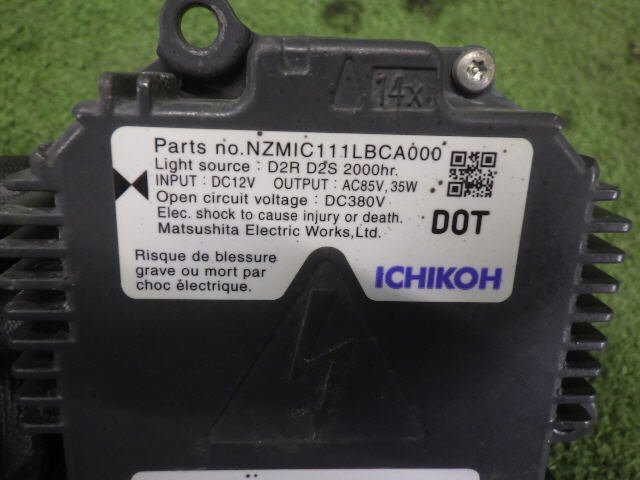 14x
Parts no.NZMIC111LBCA000
Light source : D2R D2S 2000hr.
INPUT : DC12V OUTPUT : AC85V, 35W
Open circuit voltage : DC380V
Elec. shock to cause injury or death.
Matsushita Electric Works,Ltd.
DOT
Risque de blessure
grave ou mort par
choc électrique.
ICHIKOH